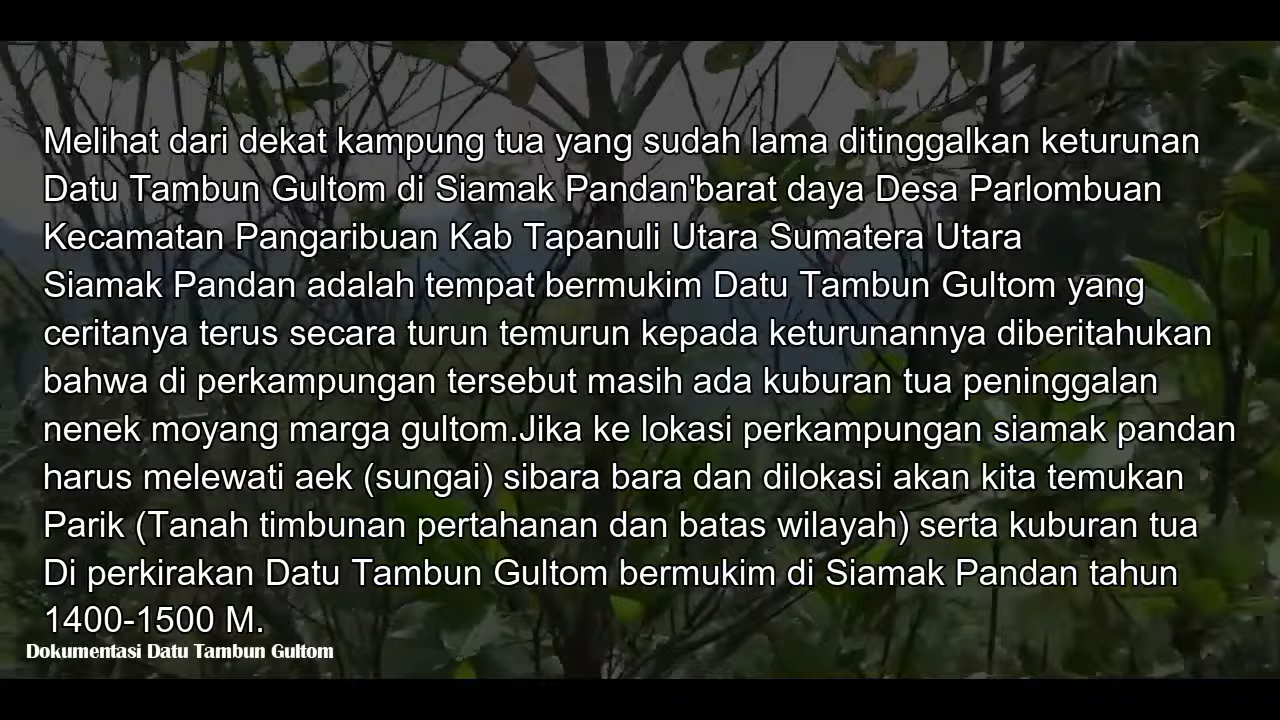 Melihat dari dekat kampung tua yang sudah lama ditinggalkan keturunan
Datu Tambun Gultom di Siamak Pandan'barat daya Desa Parlombuan
Kecamatan Pangaribuan Kab Tapanuli Utara Sumatera Utara
Siamak Pandan adalah tempat bermukim Datu Tambun Gultom yang
ceritanya terus secara turun temurun kepada keturunannya diberitahukan
bahwa di perkampungan tersebut masih ada kuburan tua peninggalan
nenek moyang marga gultom.Jika ke lokasi perkampungan siamak pandan
harus melewati aek (sungai) sibara bara dan dilokasi akan kita temukan
Parik (Tanah timbunan pertahanan dan batas wilayah) serta kuburan tua
Di perkirakan Datu Tambun Gultom bermukim di Siamak Pandan tahun
1400-1500 M.
Dokumentasi Datu Tambun Gultom